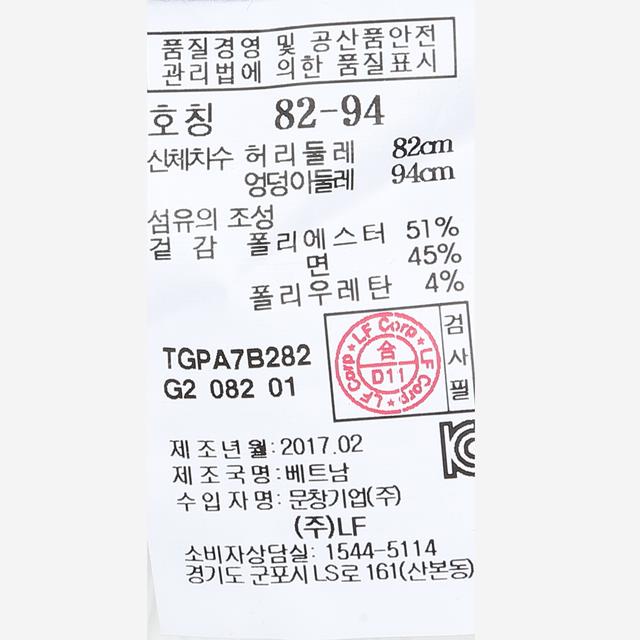 품질경영 및 공산품안전
관리법에 의한 품질표시
호칭 82-94
신체치수 허리둘레 82cm
엉덩이둘레 94cm
섬유의 조성
겉감 폴리에스터 51%
면 45%
폴리우레탄 4%
TGPA7B282
G2 082 01
LF Corp ★ LF Corp ★ LF Corp ★
合
D11
검사필
제조년월:2017.02
제조국명:베트남
수입자명:문창기업(주)
(주)LF
소비자상담실: 1544-5114
경기도 군포시 LS로 161(산본동)